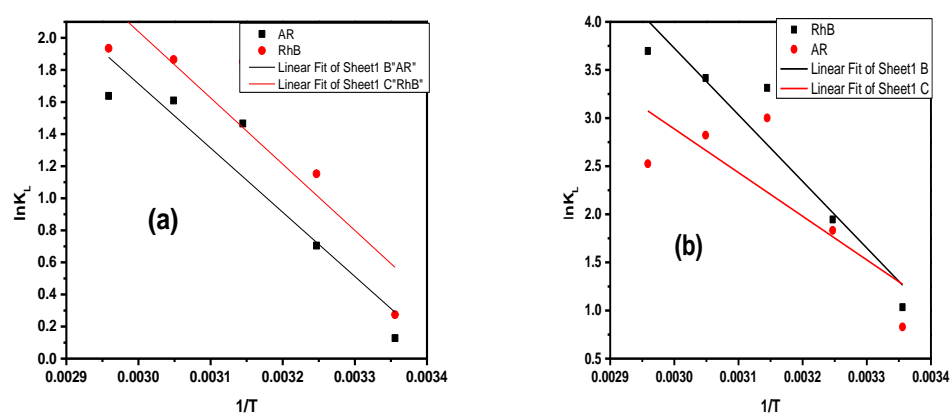 2.0
1.8
1.6
1.4
1.2
1.0
0.8
0.6
0.4
0.2
0.0
lnK_L
0.0029 0.0030 0.0031 0.0032 0.0033 0.0034
1/T
AR
RhB
Linear Fit of Sheet1 B"AR"
Linear Fit of Sheet1 C"RhB"
(a)
4.0
3.5
3.0
2.5
2.0
1.5
1.0
0.5
lnK_L
0.0029 0.0030 0.0031 0.0032 0.0033 0.0034
1/T
RhB
AR
Linear Fit of Sheet1 B
Linear Fit of Sheet1 C
(b)